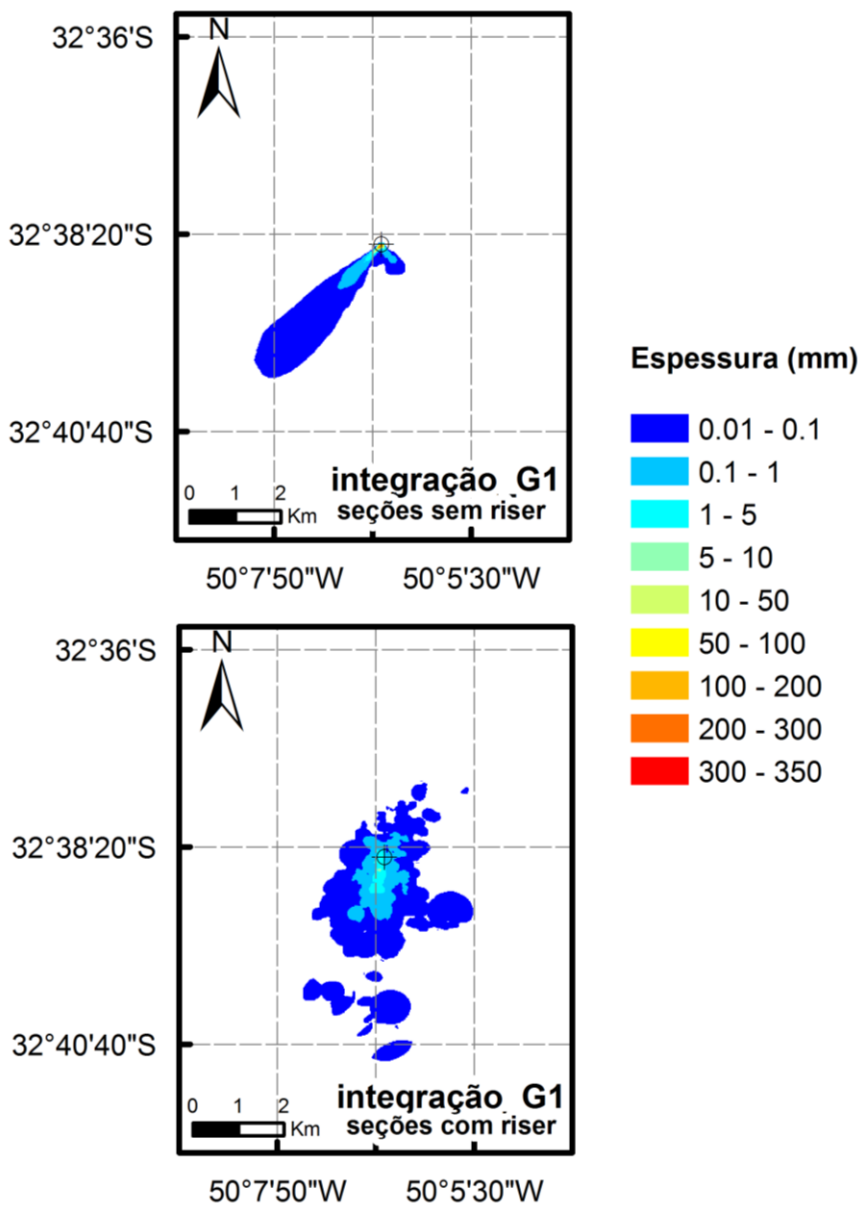 N
32°36'S
32°38'20"S
32°40'40"S
integração_G1
seções sem riser
0 1 2
Km
50°7'50"W 50°5'30"W
Espessura (mm)
0.01 - 0.1
0.1 - 1
1 - 5
5 - 10
10 - 50
50 - 100
100 - 200
200 - 300
300 - 350
N
32°36'S
32°38'20"S
32°40'40"S
integração_G1
seções com riser
0 1 2
Km
50°7'50"W 50°5'30"W